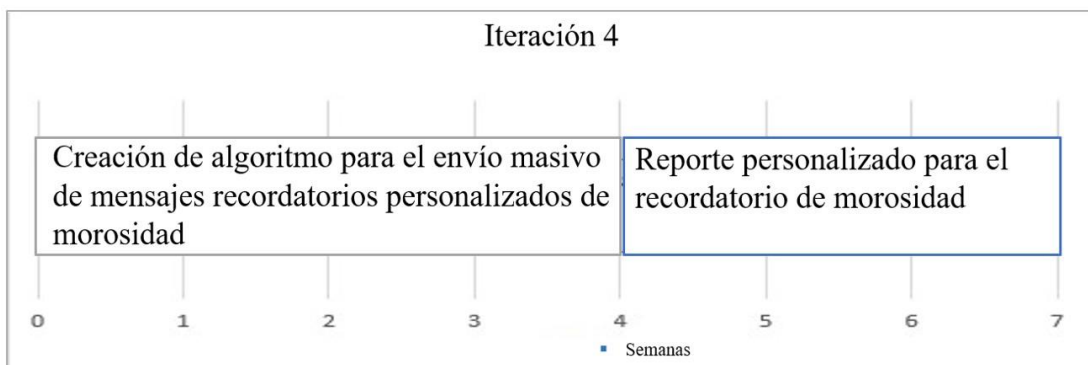 Iteración 4
Creación de algoritmo para el envío masivo
de mensajes recordatorios personalizados de
morosidad
Reporte personalizado para el
recordatorio de morosidad
0 1 2 3 4 5 6 7
Semanas